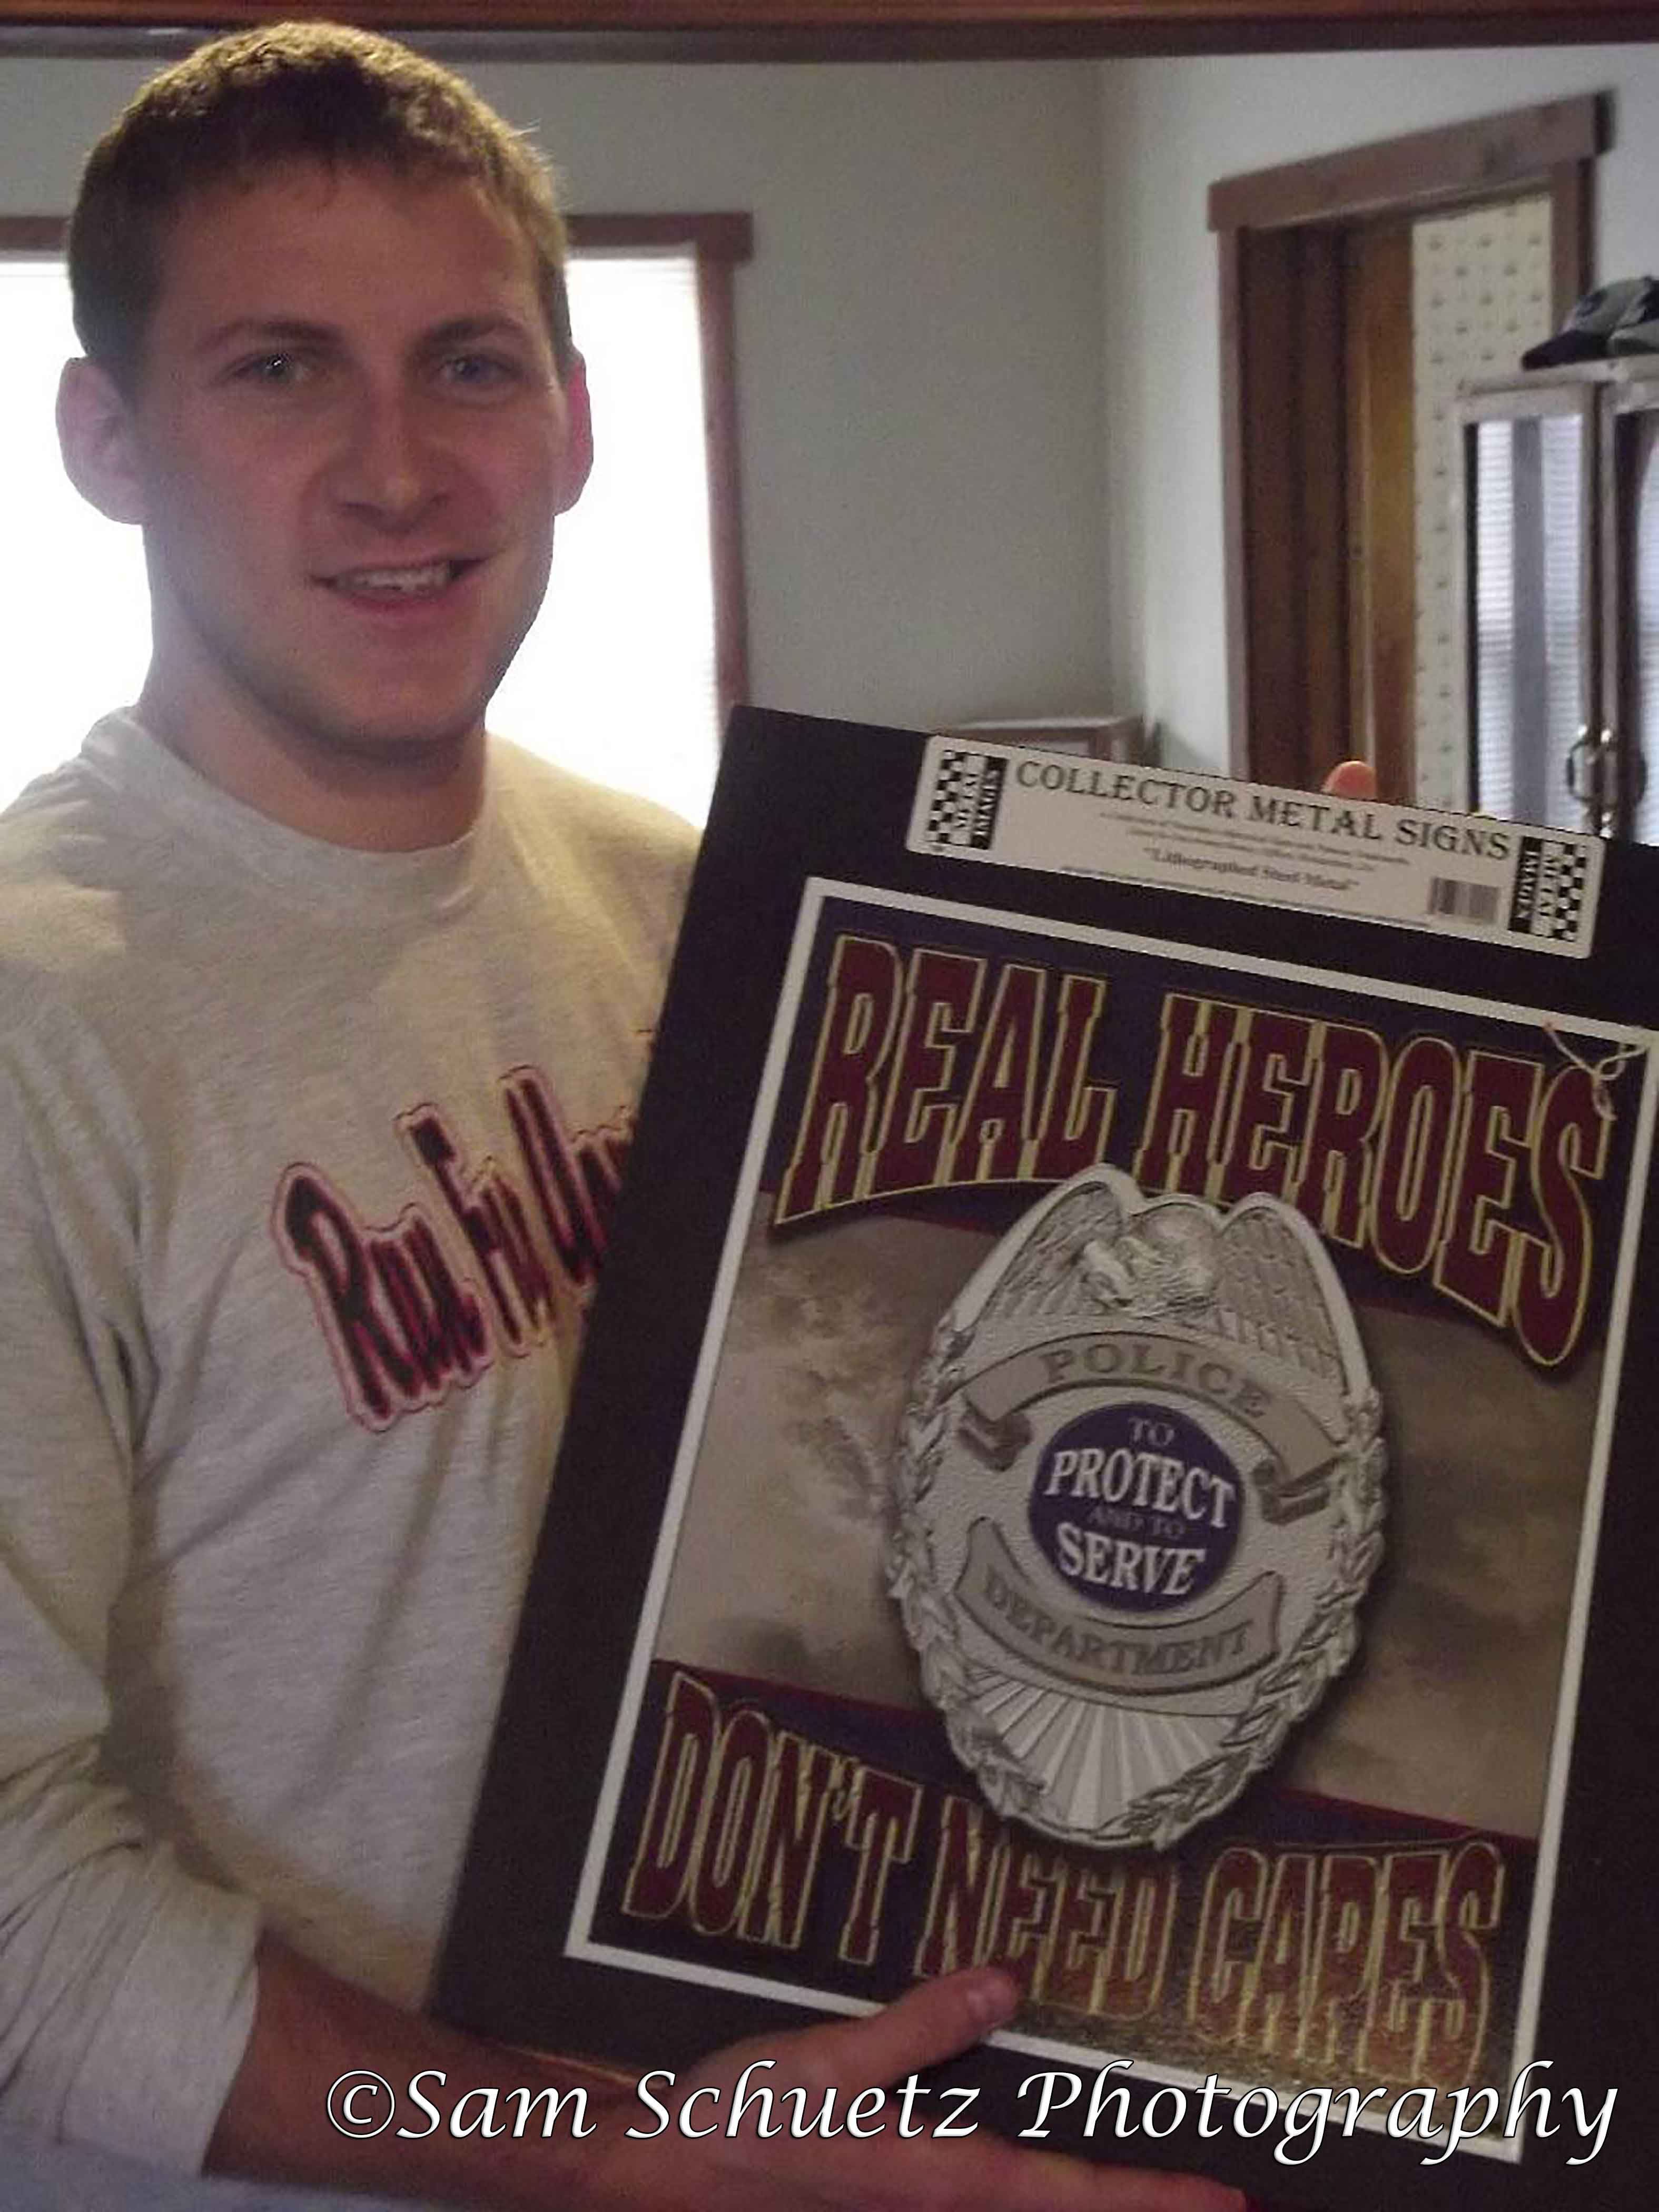 COLLECTOR METAL SIGNS
"Lithographed Steel Metal"
REAL HEROES
POLICE
TO
PROTECT
AND TO
SERVE
DEPARTMENT
DON'T NEED CAPES
Run
©Sam Schuetz Photography